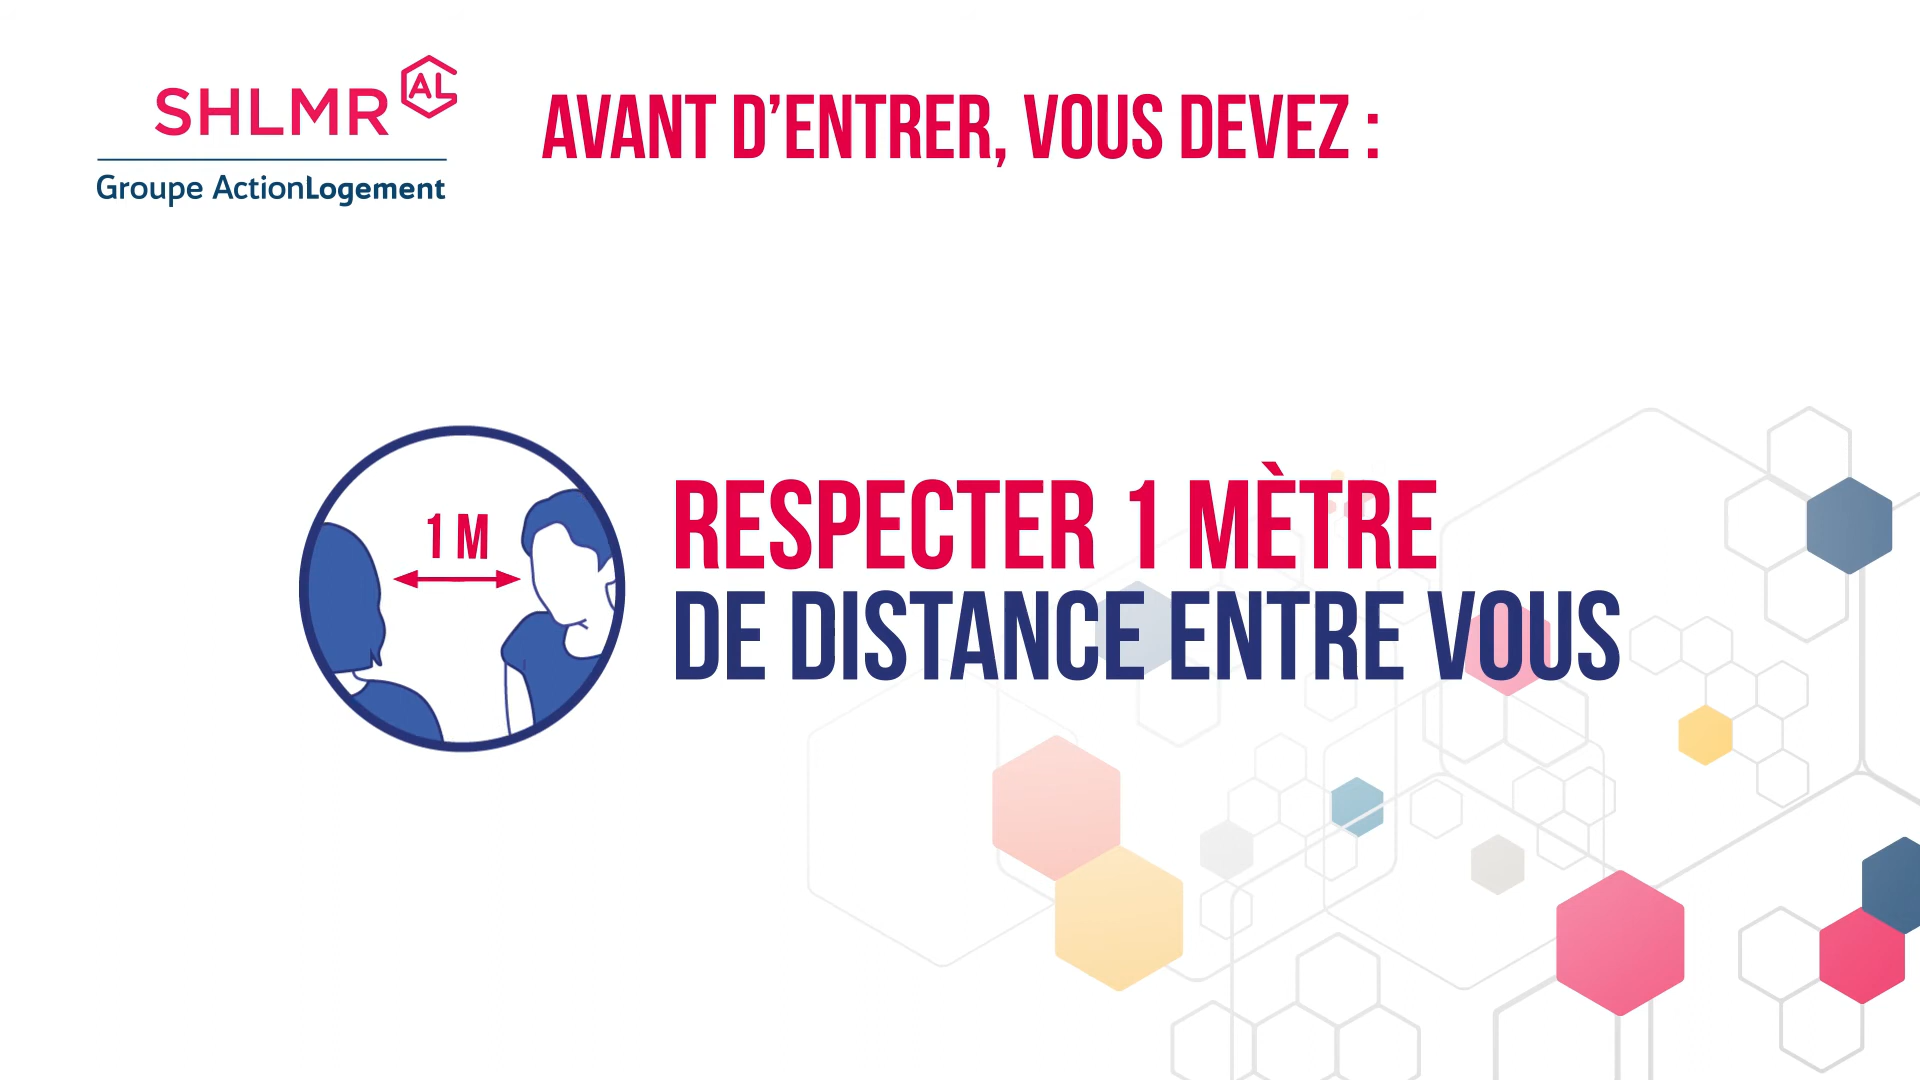 SHLMR AL
Groupe ActionLogement
AVANT D’ENTRER, VOUS DEVEZ :
1 M
RESPECTER 1 MÈTRE
DE DISTANCE ENTRE VOUS